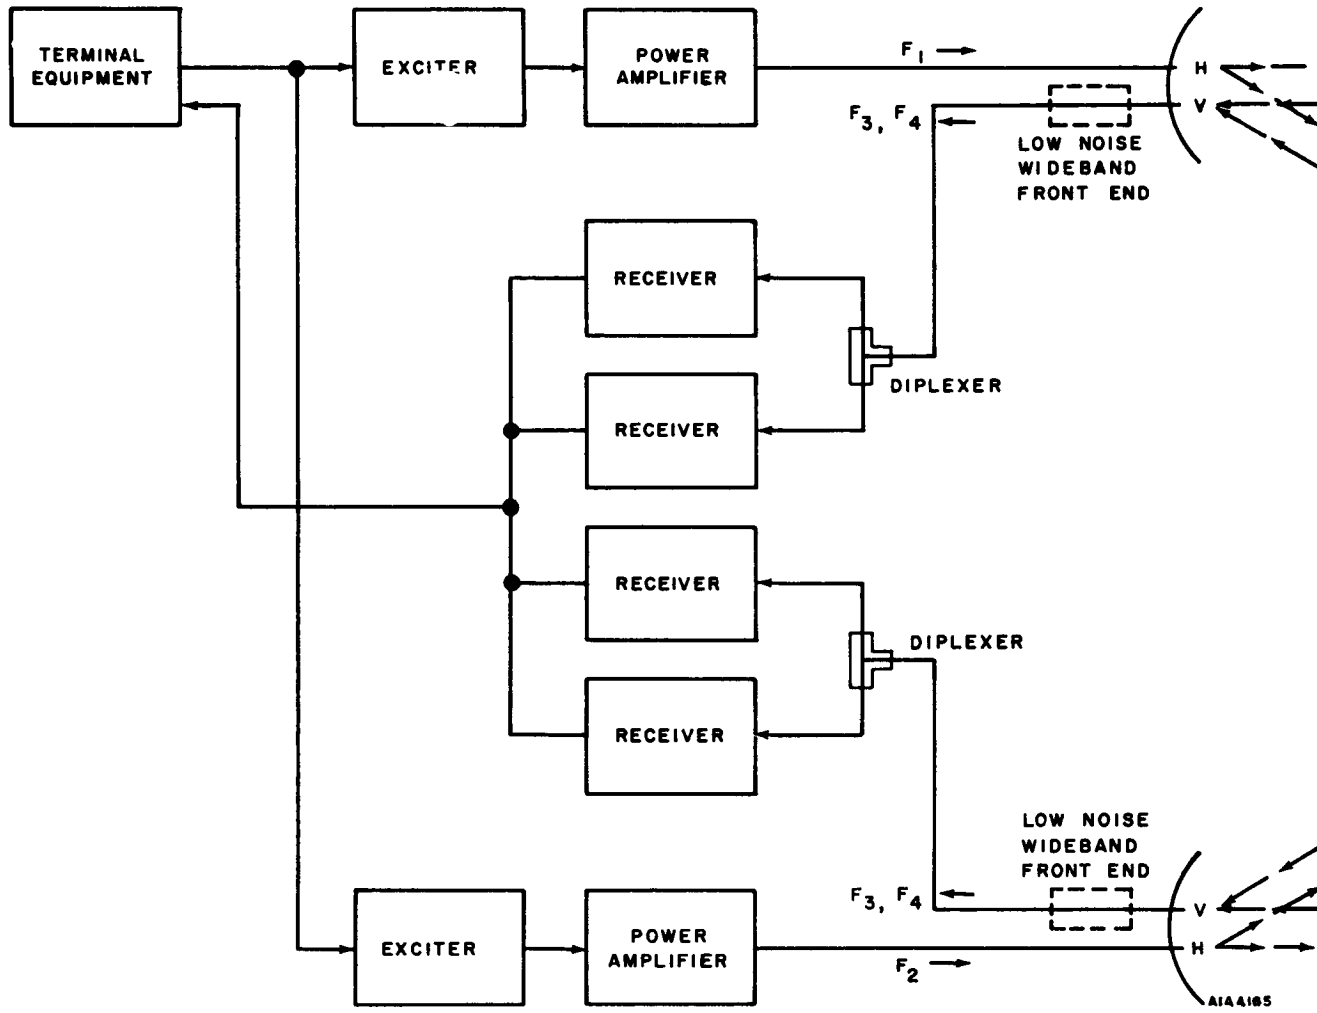 TERMINAL
EQUIPMENT
EXCITER
POWER
AMPLIFIER
F1
H
V
F3, F4
LOW NOISE
WIDEBAND
FRONT END
RECEIVER
DIPLEXER
RECEIVER
RECEIVER
DIPLEXER
RECEIVER
LOW NOISE
WIDEBAND
FRONT END
F3, F4
V
H
EXCITER
POWER
AMPLIFIER
F2
A144185